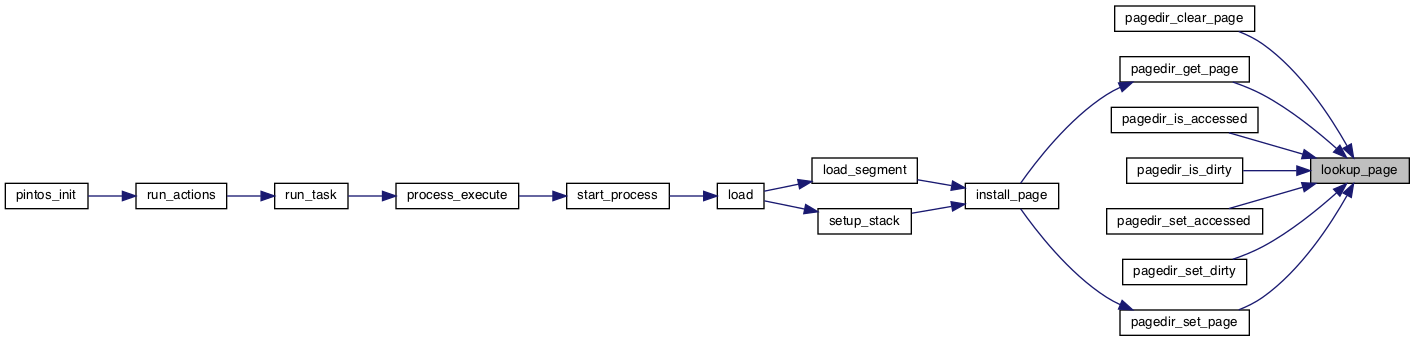 pintos_init
run_actions
run_task
process_execute
start_process
load
load_segment
setup_stack
install_page
pagedir_clear_page
pagedir_get_page
pagedir_is_accessed
pagedir_is_dirty
pagedir_set_accessed
pagedir_set_dirty
pagedir_set_page
lookup_page